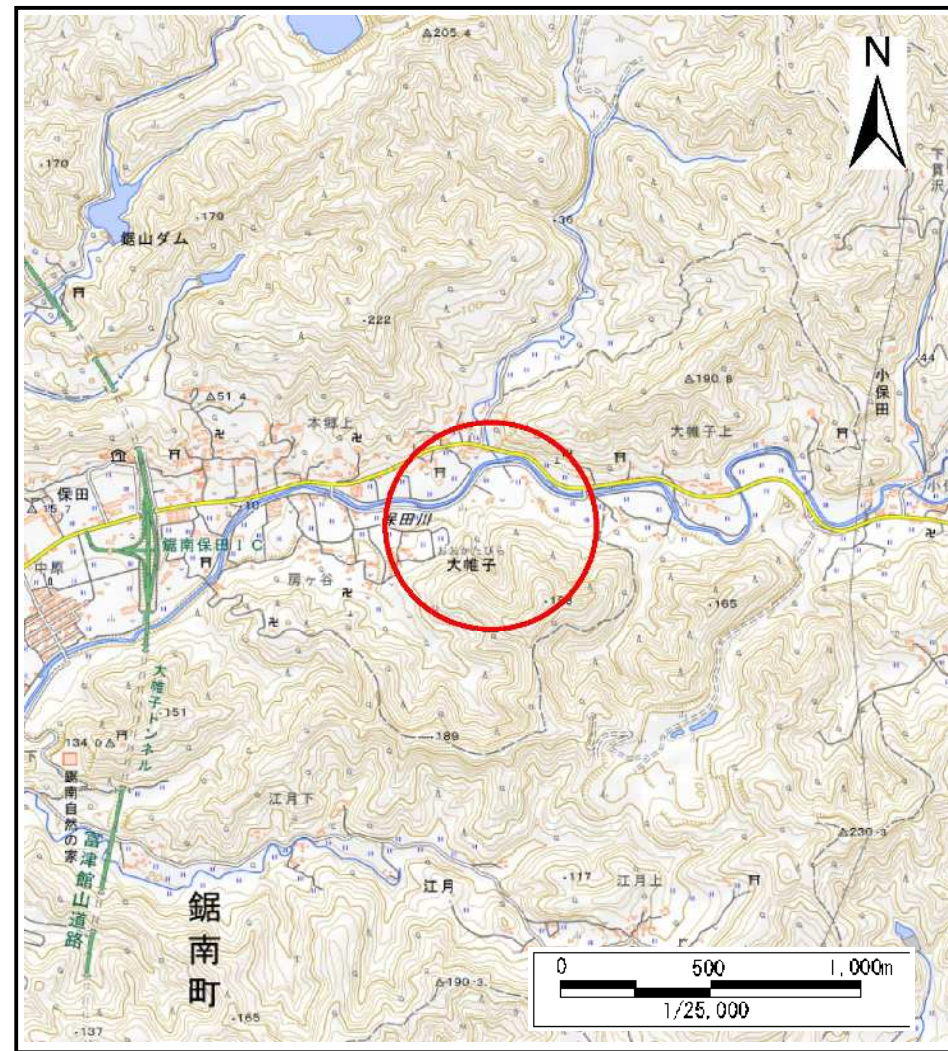 △205.4
N
下貫沢
・170
・36
・179
鋸山ダム
・100
・222
・44
小保田
△190.8
△51.4
本郷上
大帷子上
保田
△15.7
・10
保田川
鋸南保田IC
おおかたびら
大帷子
中原
房ヶ谷
・165
大帷子トンネル
・151
134.0△
・189
下
鋸南自然の家
江月下
富津館山道路
△230.3
・117
江月上
江月
鋸南町
0 500 1,000m
1/25,000
△190.3
・165
・137